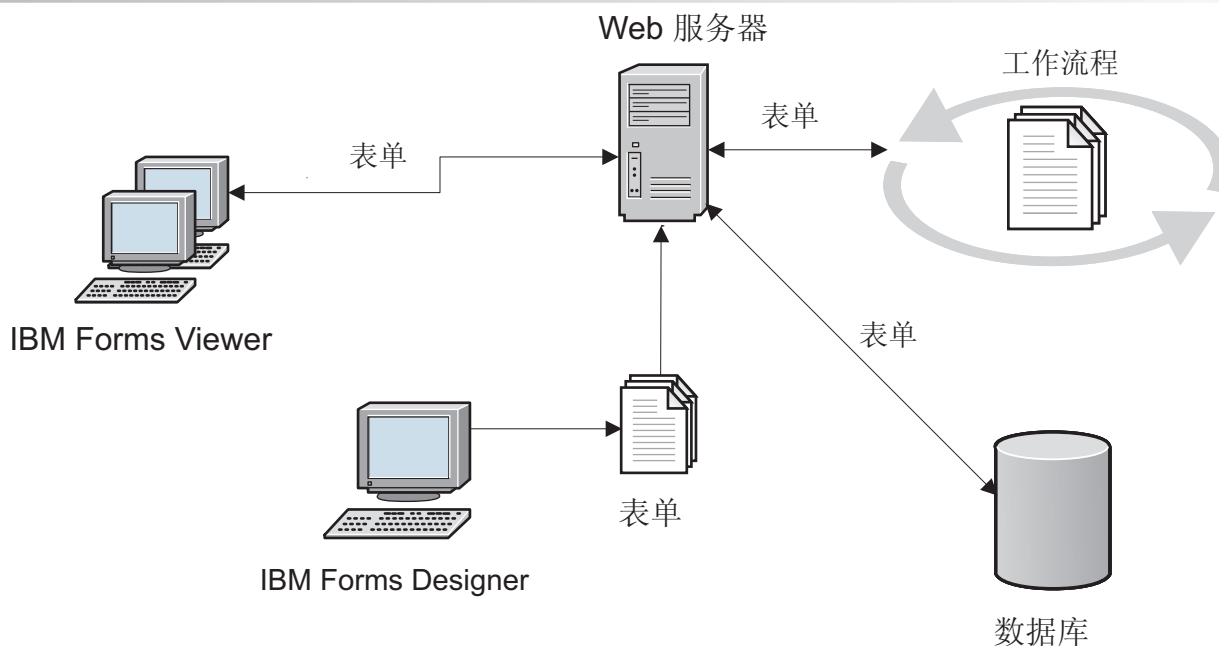 Web 服务器
工作流程
表单
表单
IBM Forms Viewer
表单
表单
IBM Forms Designer
数据库